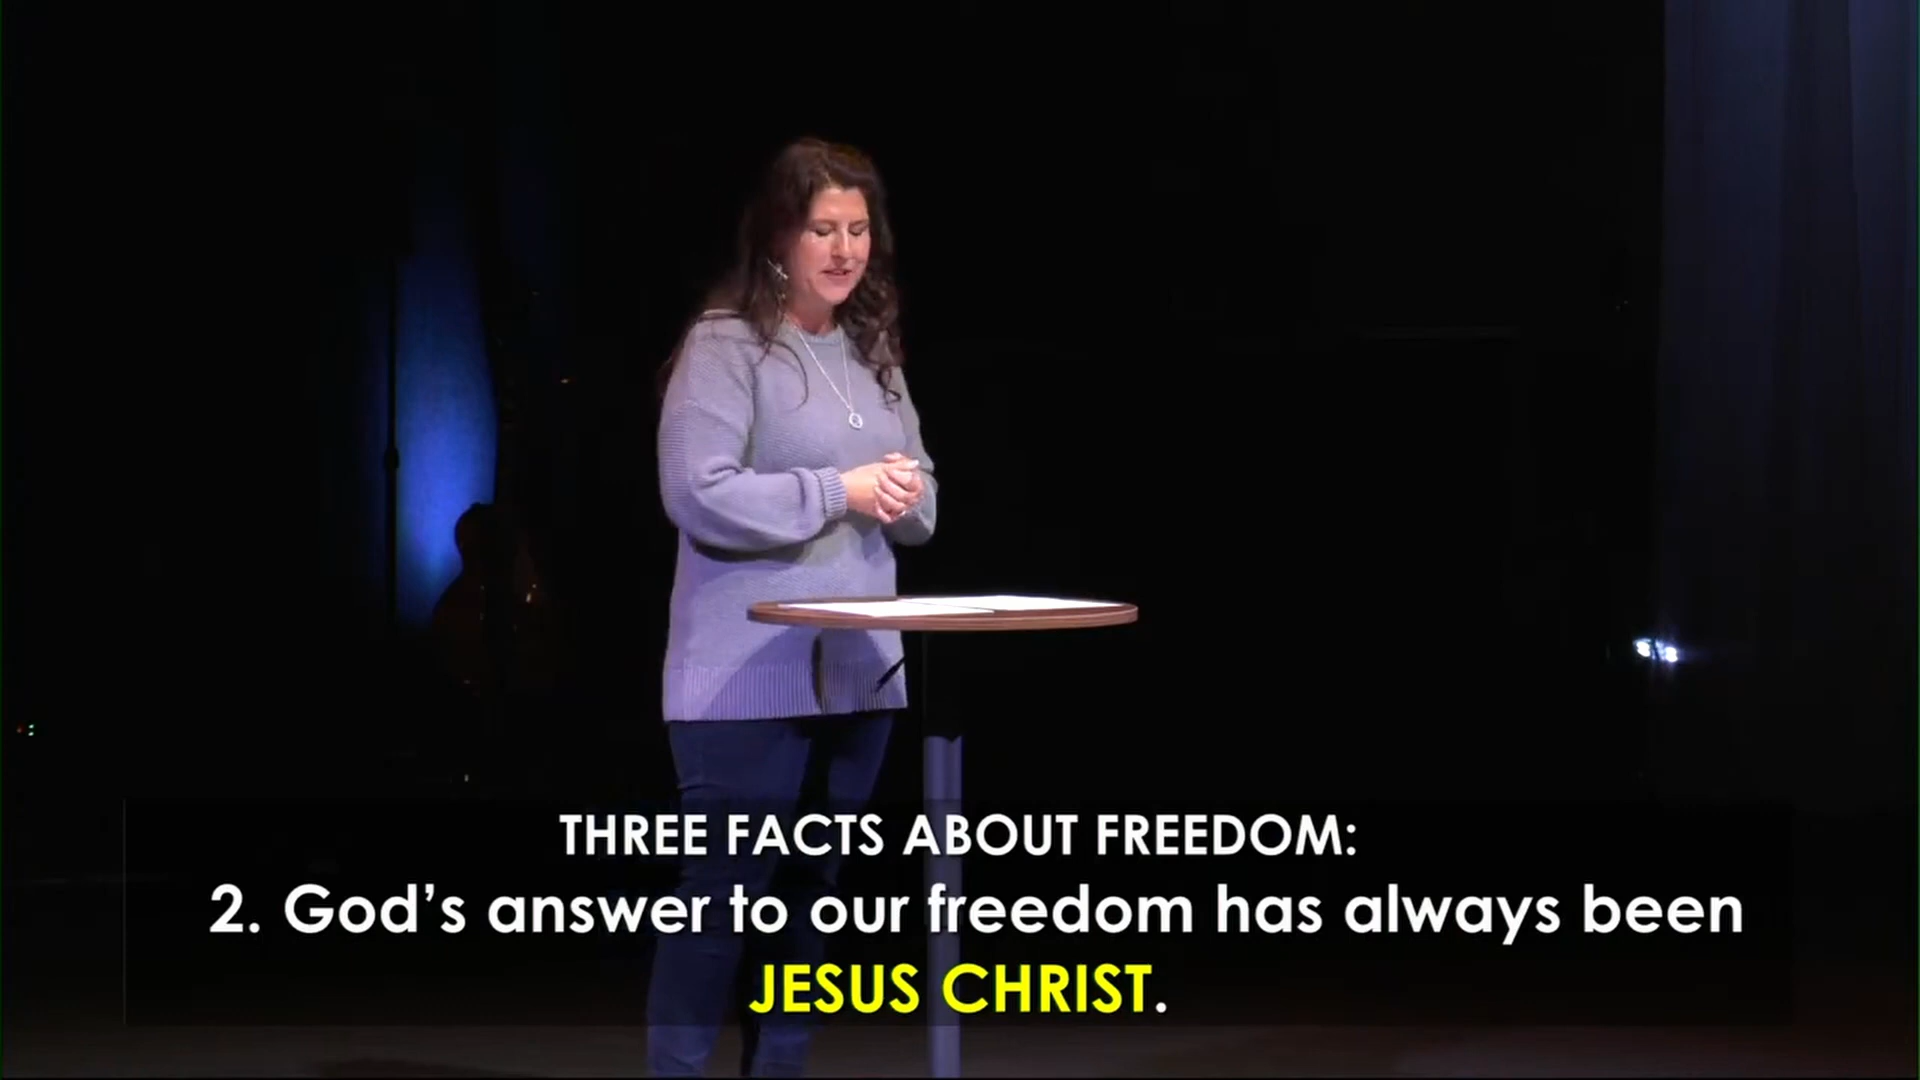 THREE FACTS ABOUT FREEDOM:
2. God’s answer to our freedom has always been
JESUS CHRIST.